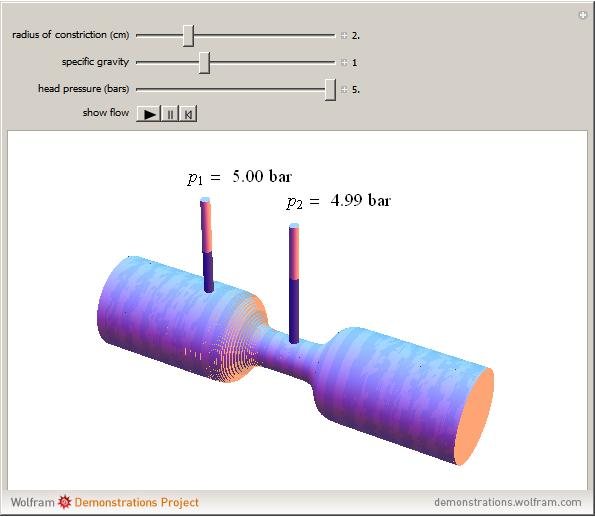 radius of constriction (cm) 2.
specific gravity 1
head pressure (bars) 5.
show flow
p1 = 5.00 bar
p2 = 4.99 bar
Wolfram Demonstrations Project demonstrations.wolfram.com